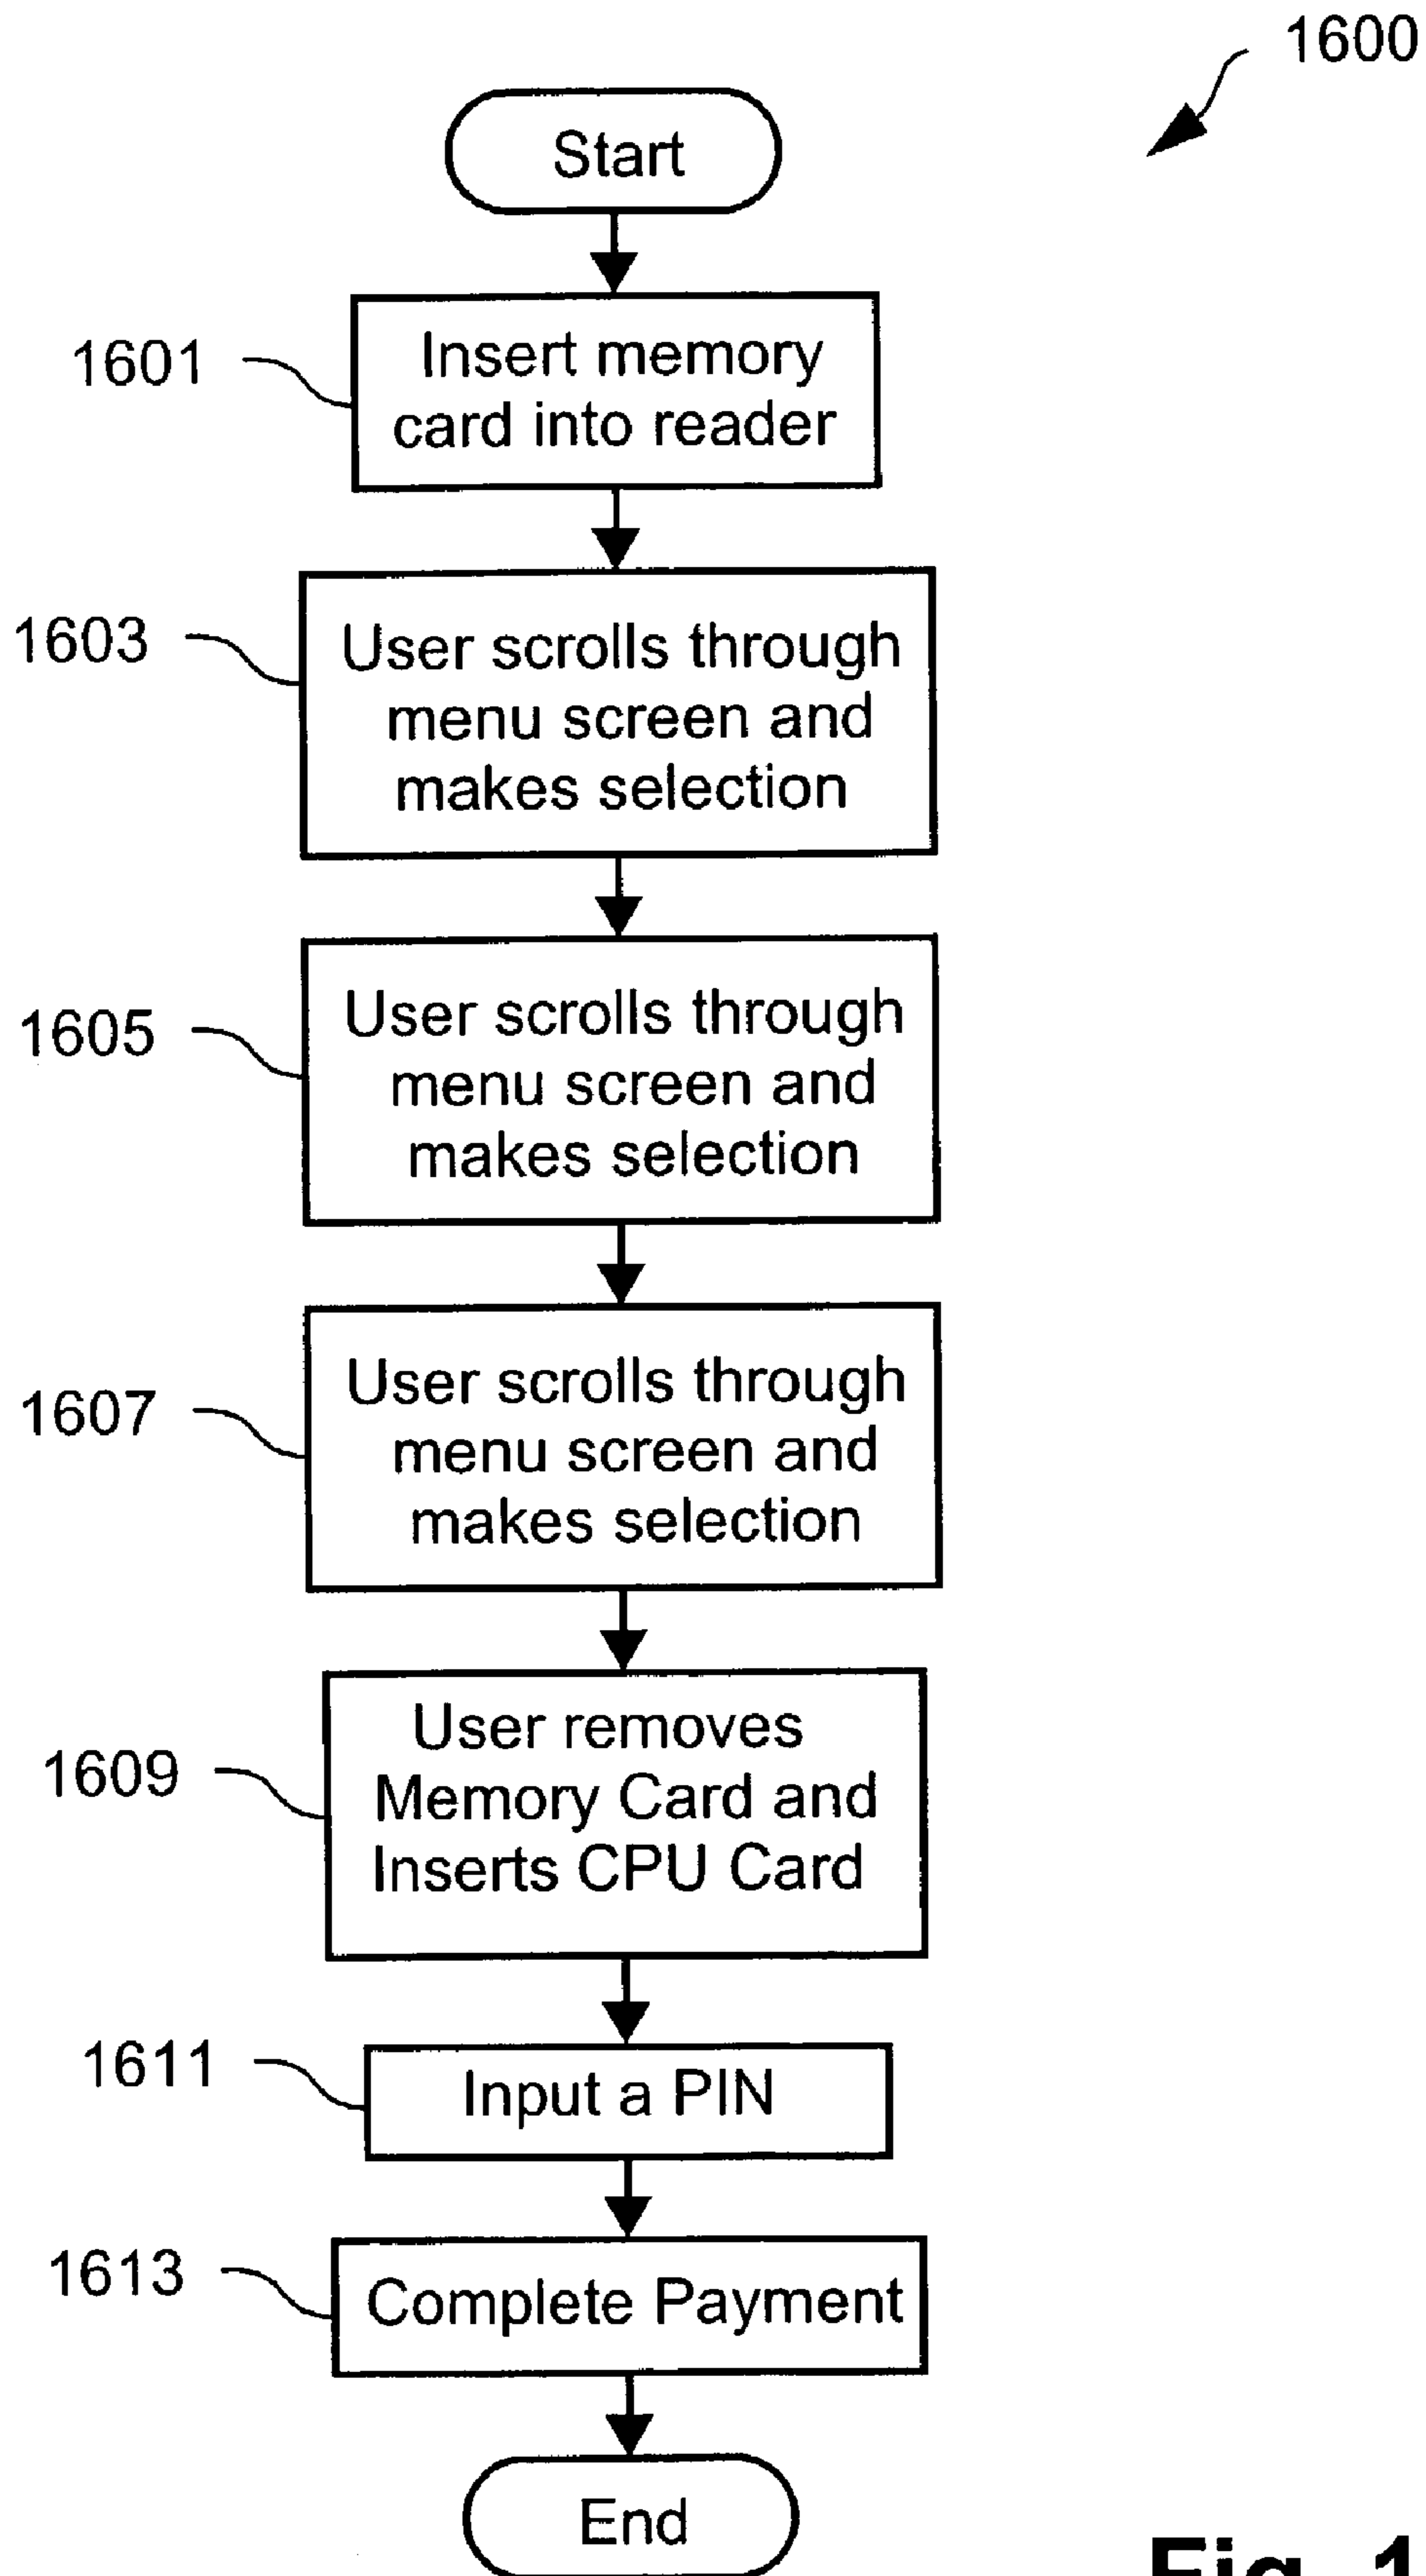 1600
Start
1601
Insert memory
card into reader
1603
User scrolls through
menu screen and
makes selection
1605
User scrolls through
menu screen and
makes selection
1607
User scrolls through
menu screen and
makes selection
1609
User removes
Memory Card and
Inserts CPU Card
1611
Input a PIN
1613
Complete Payment
End